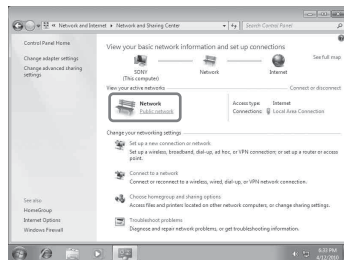 Network and Internet ▸ Network and Sharing Center
Search Control Panel
Control Panel Home
Change adapter settings
Change advanced sharing
settings
View your basic network information and set up connections
See full map
SONY
(This computer)
Network
Internet
View your active networks
Connect or disconnect
Network
Public network
Access type: Internet
Connections: Local Area Connection
Change your networking settings
Set up a new connection or network
Set up a wireless, broadband, dial-up, ad hoc, or VPN connection; or set up a router or access
point.
Connect to a network
Connect or reconnect to a wireless, wired, dial-up, or VPN network connection.
Choose homegroup and sharing options
Access files and printers located on other network computers, or change sharing settings.
Troubleshoot problems
Diagnose and repair network problems, or get troubleshooting information.
See also
HomeGroup
Internet Options
Windows Firewall
8:33 PM
4/12/2010